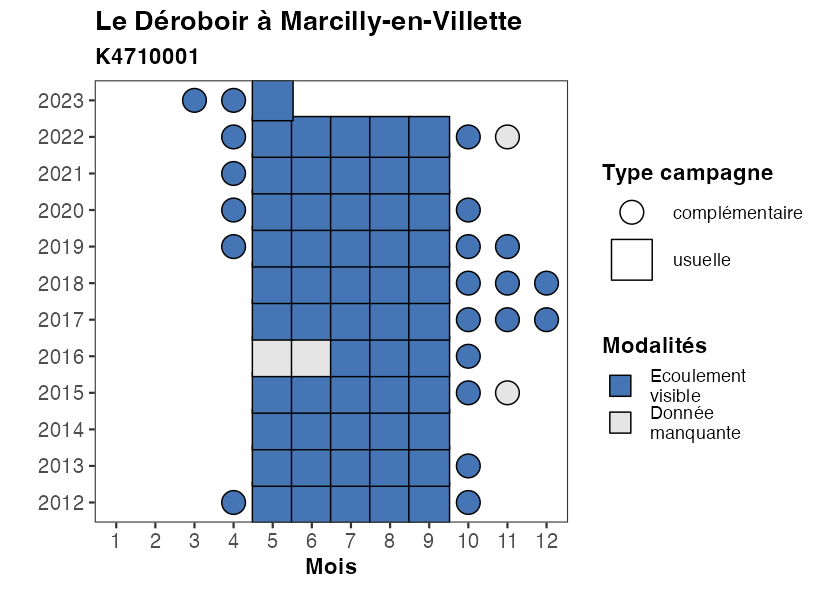 Le Déroboir à Marcilly-en-Villette
K4710001
2023
2022
2021
2020
2019
2018
2017
2016
2015
2014
2013
2012
1 2 3 4 5 6 7 8 9 10 11 12
Mois
Type campagne
complémentaire
usuelle
Modalités
Ecoulement
visible
Donnée
manquante